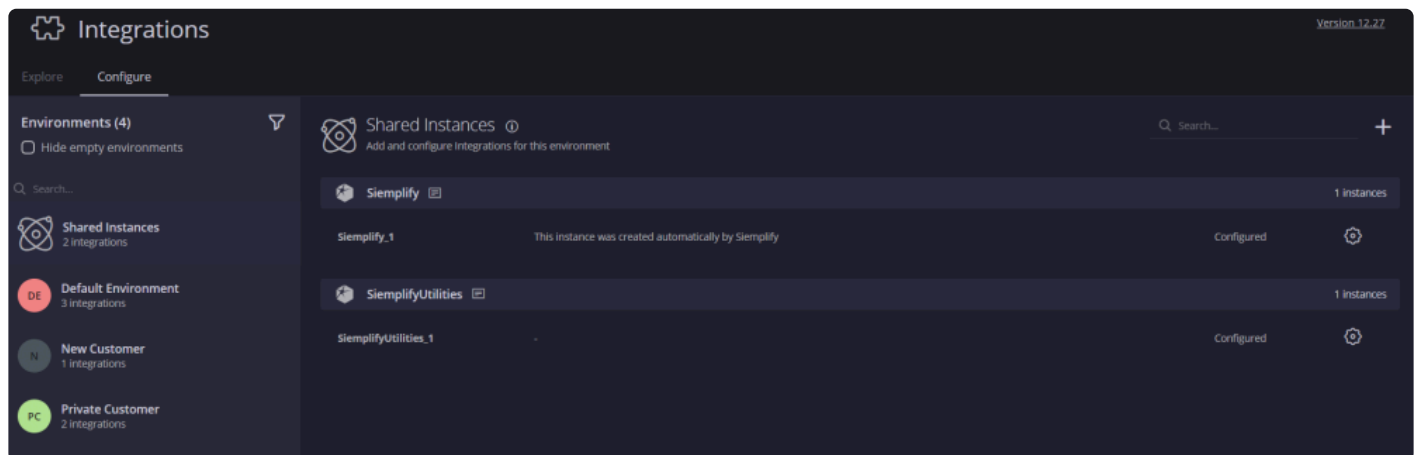 Integrations
Version 12.27
Explore
Configure
Environments (4)
Hide empty environments
Search...
Shared Instances
2 integrations
DE
Default Environment
3 integrations
N
New Customer
1 integrations
PC
Private Customer
2 integrations
Shared Instances
Add and configure Integrations for this environment
Search...
Siemplify
1 instances
Siemplify_1
This instance was created automatically by Siemplify
Configured
SiemplifyUtilities
1 instances
SiemplifyUtilities_1
-
Configured